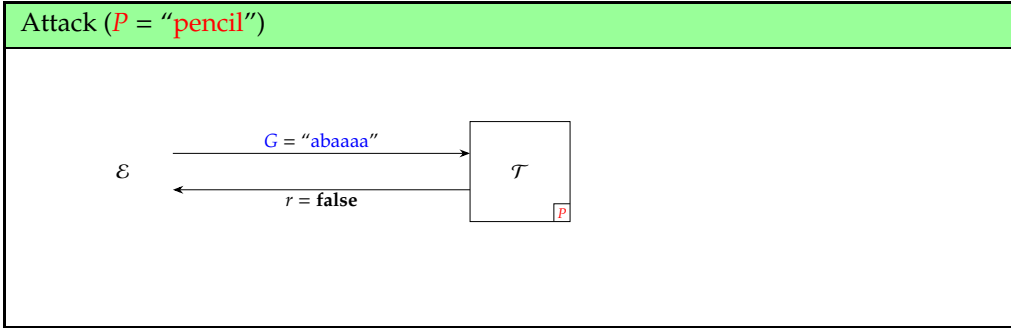 Attack (P = “pencil”)
G = “abaaaa”
ℰ
𝒯
r = false
P